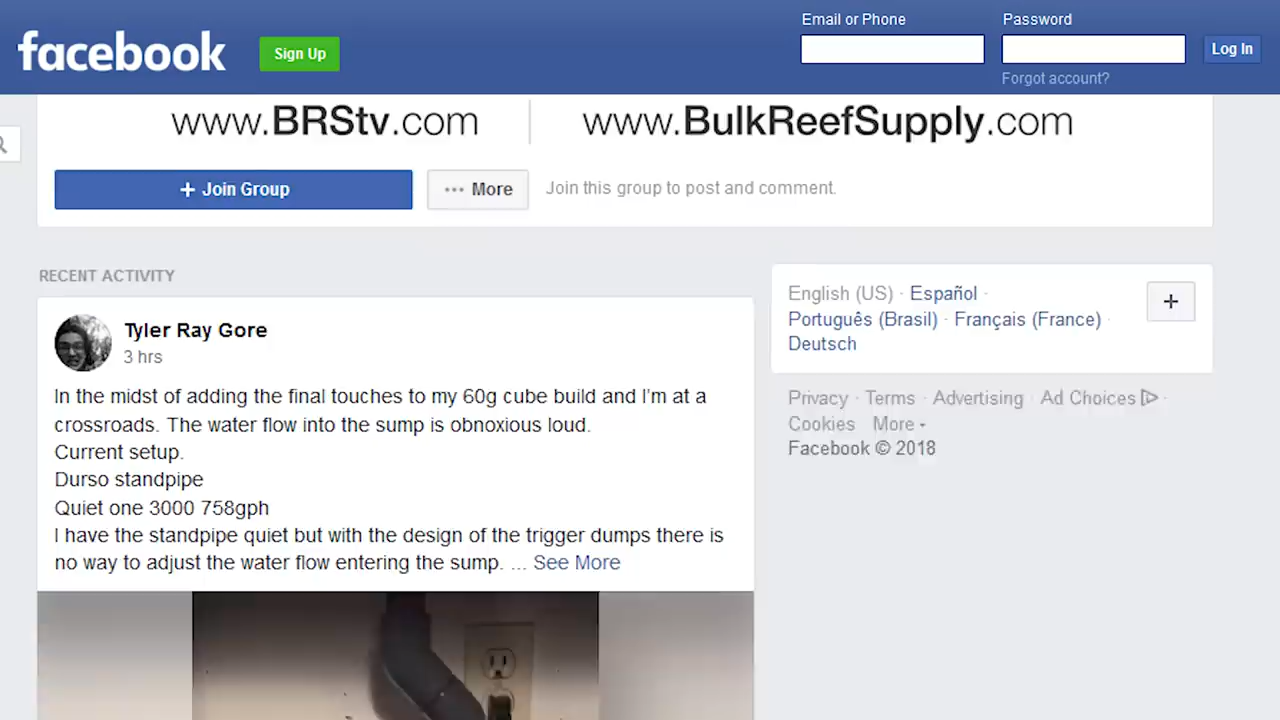 Email or Phone
Password
facebook
Sign Up
Log In
Forgot account?
www.BRStv.com
www.BulkReefSupply.com
+ Join Group
··· More
Join this group to post and comment.
RECENT ACTIVITY
Tyler Ray Gore
3 hrs
In the midst of adding the final touches to my 60g cube build and I'm at a
crossroads. The water flow into the sump is obnoxious loud.
Current setup.
Durso standpipe
Quiet one 3000 758gph
I have the standpipe quiet but with the design of the trigger dumps there is
no way to adjust the water flow entering the sump. ... See More
English (US) · Español ·
Português (Brasil) · Français (France) ·
Deutsch
+
Privacy · Terms · Advertising · Ad Choices ·
Cookies · More
Facebook © 2018